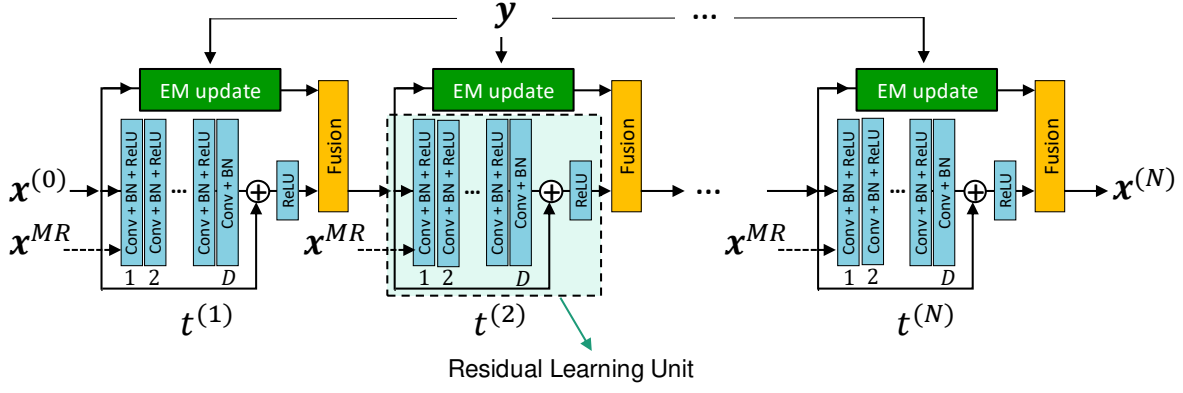 y ...
EM update EM update EM update
Fusion Fusion Fusion
Conv + BN + ReLU Conv + BN + ReLU ... Conv + BN + ReLU Conv + BN ReLU
Conv + BN + ReLU Conv + BN + ReLU ... Conv + BN + ReLU Conv + BN ReLU
Conv + BN + ReLU Conv + BN + ReLU ... Conv + BN + ReLU Conv + BN ReLU
x^(0) + + ... + x^(N)
x^MR x^MR x^MR
1 2 D 1 2 D 1 2 D
t^(1) t^(2) t^(N)
Residual Learning Unit